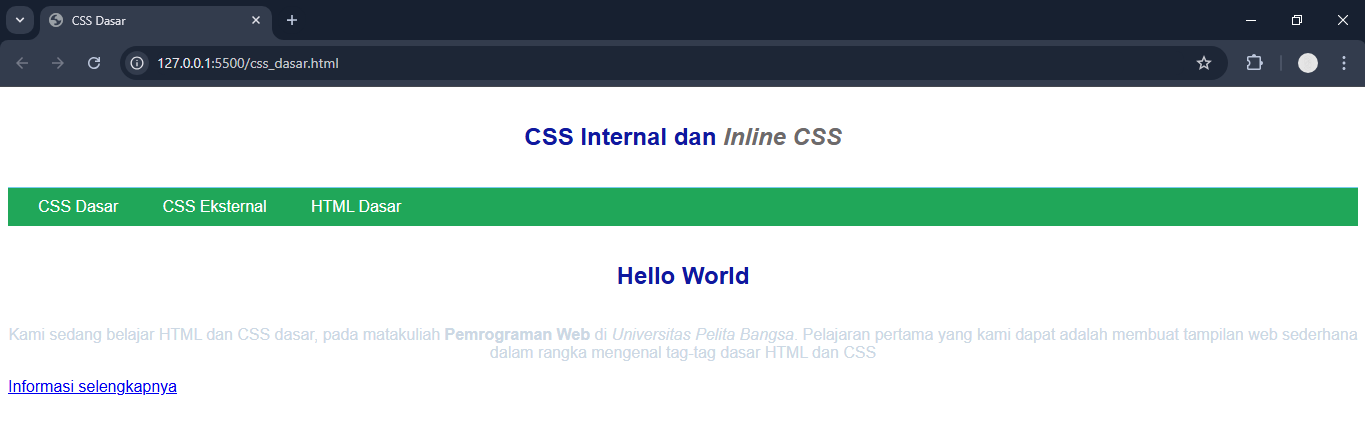 CSS Dasar
127.0.0.1:5500/css_dasar.html
CSS Internal dan Inline CSS
CSS Dasar CSS Eksternal HTML Dasar
Hello World
Kami sedang belajar HTML dan CSS dasar, pada matakuliah Pemrograman Web di Universitas Pelita Bangsa. Pelajaran pertama yang kami dapat adalah membuat tampilan web sederhana
dalam rangka mengenal tag-tag dasar HTML dan CSS
Informasi selengkapnya